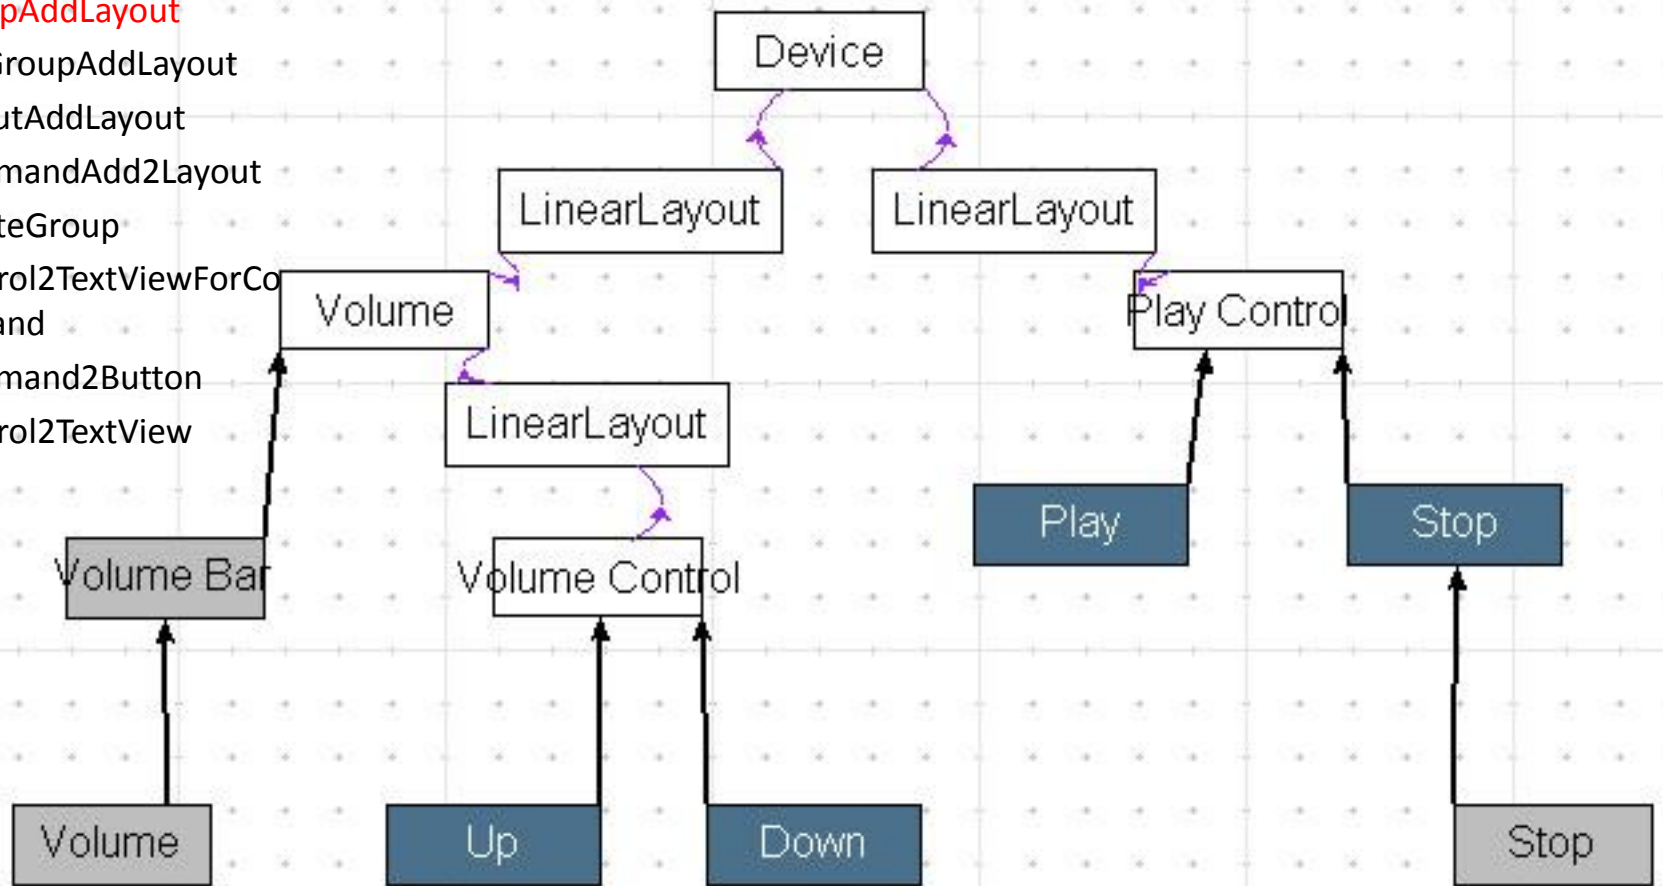 pAddLayout
GroupAddLayout
utAddLayout
mandAdd2Layout
teGroup
rol2TextViewForCo
and
mand2Button
rol2TextView
Device
LinearLayout
LinearLayout
Volume
Play Control
LinearLayout
Play
Stop
Volume Bar
Volume Control
Volume
Up
Down
Stop